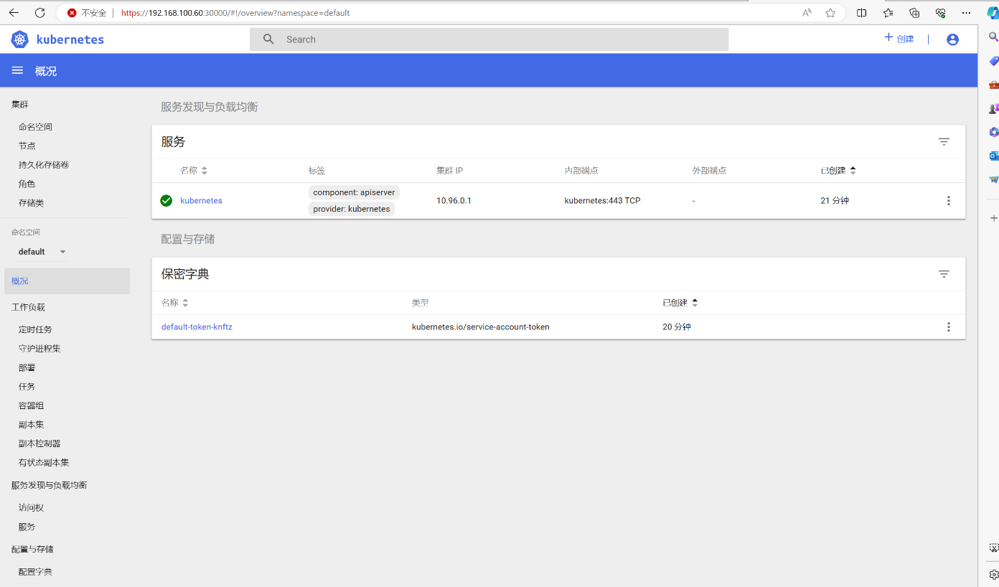 不安全 https://192.168.100.60:30000/#!/overview?namespace=default
kubernetes
Search
创建
概况
集群
命名空间
节点
持久化存储卷
角色
存储类
命名空间
default
概况
工作负载
定时任务
守护进程集
部署
任务
容器组
副本集
副本控制器
有状态副本集
服务发现与负载均衡
访问权
服务
配置与存储
配置字典
服务发现与负载均衡
服务
名称 标签 集群 IP 内部端点 外部端点 已创建
kubernetes component: apiserver provider: kubernetes 10.96.0.1 kubernetes:443 TCP - 21 分钟
配置与存储
保密字典
名称 类型 已创建
default-token-knftz kubernetes.io/service-account-token 20 分钟